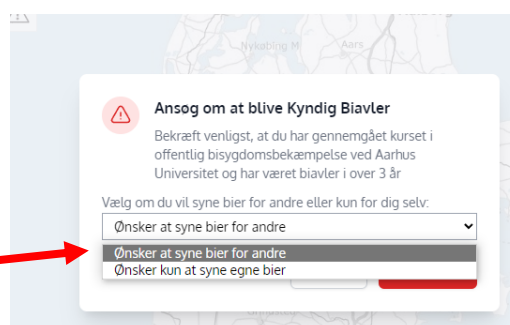 Nykøbing M
Aars
Ansøg om at blive Kyndig Biavler
Bekræft venligst, at du har gennemgået kurset i
offentlig bisygdomsbekæmpelse ved Aarhus
Universitet og har været biavler i over 3 år
Vælg om du vil syne bier for andre eller kun for dig selv:
Ønsker at syne bier for andre
Ønsker at syne bier for andre
Ønsker kun at syne egne bier